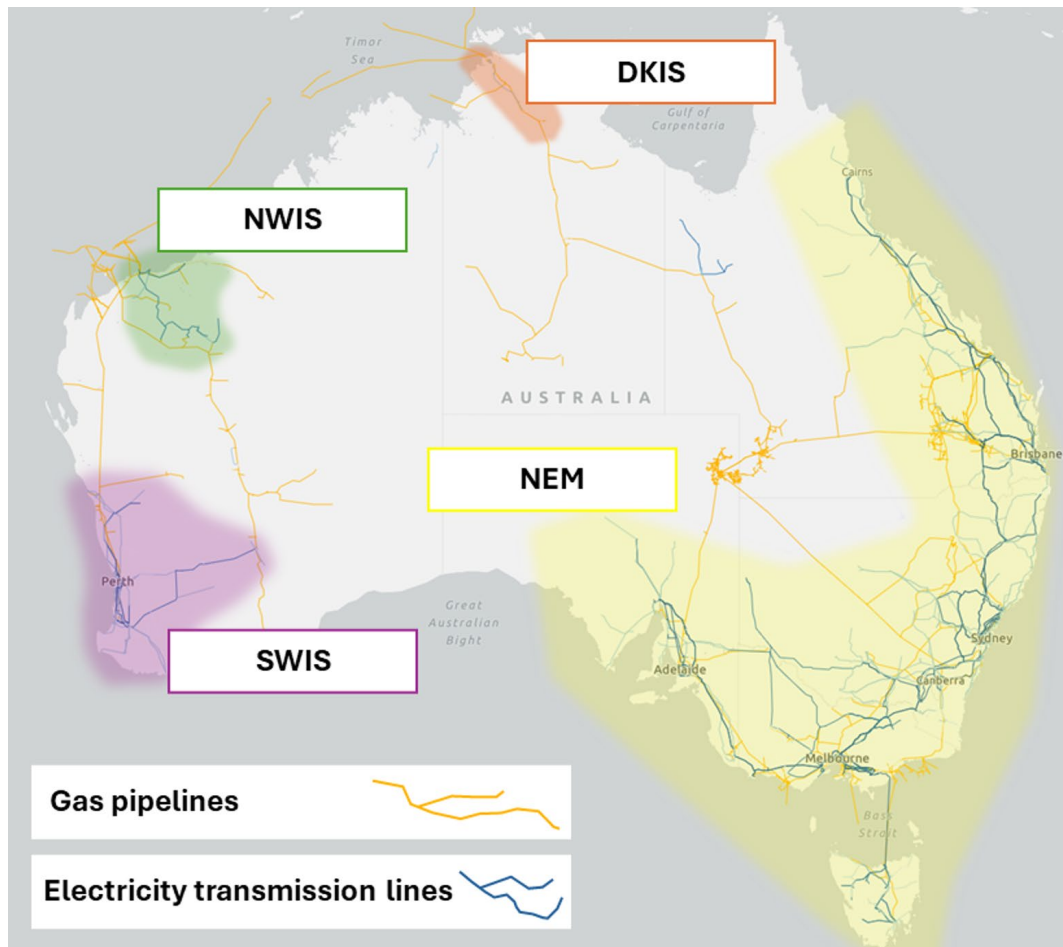 Timor
Sea
DKIS
Gulf of
Carpentaria
Cairns
NWIS
AUSTRALIA
NEM
Brisbane
Perth
Great
Australian
Bight
Sydney
SWIS
Adelaide
Canberra
Melbourne
Gas pipelines
Bass
Strait
Electricity transmission lines